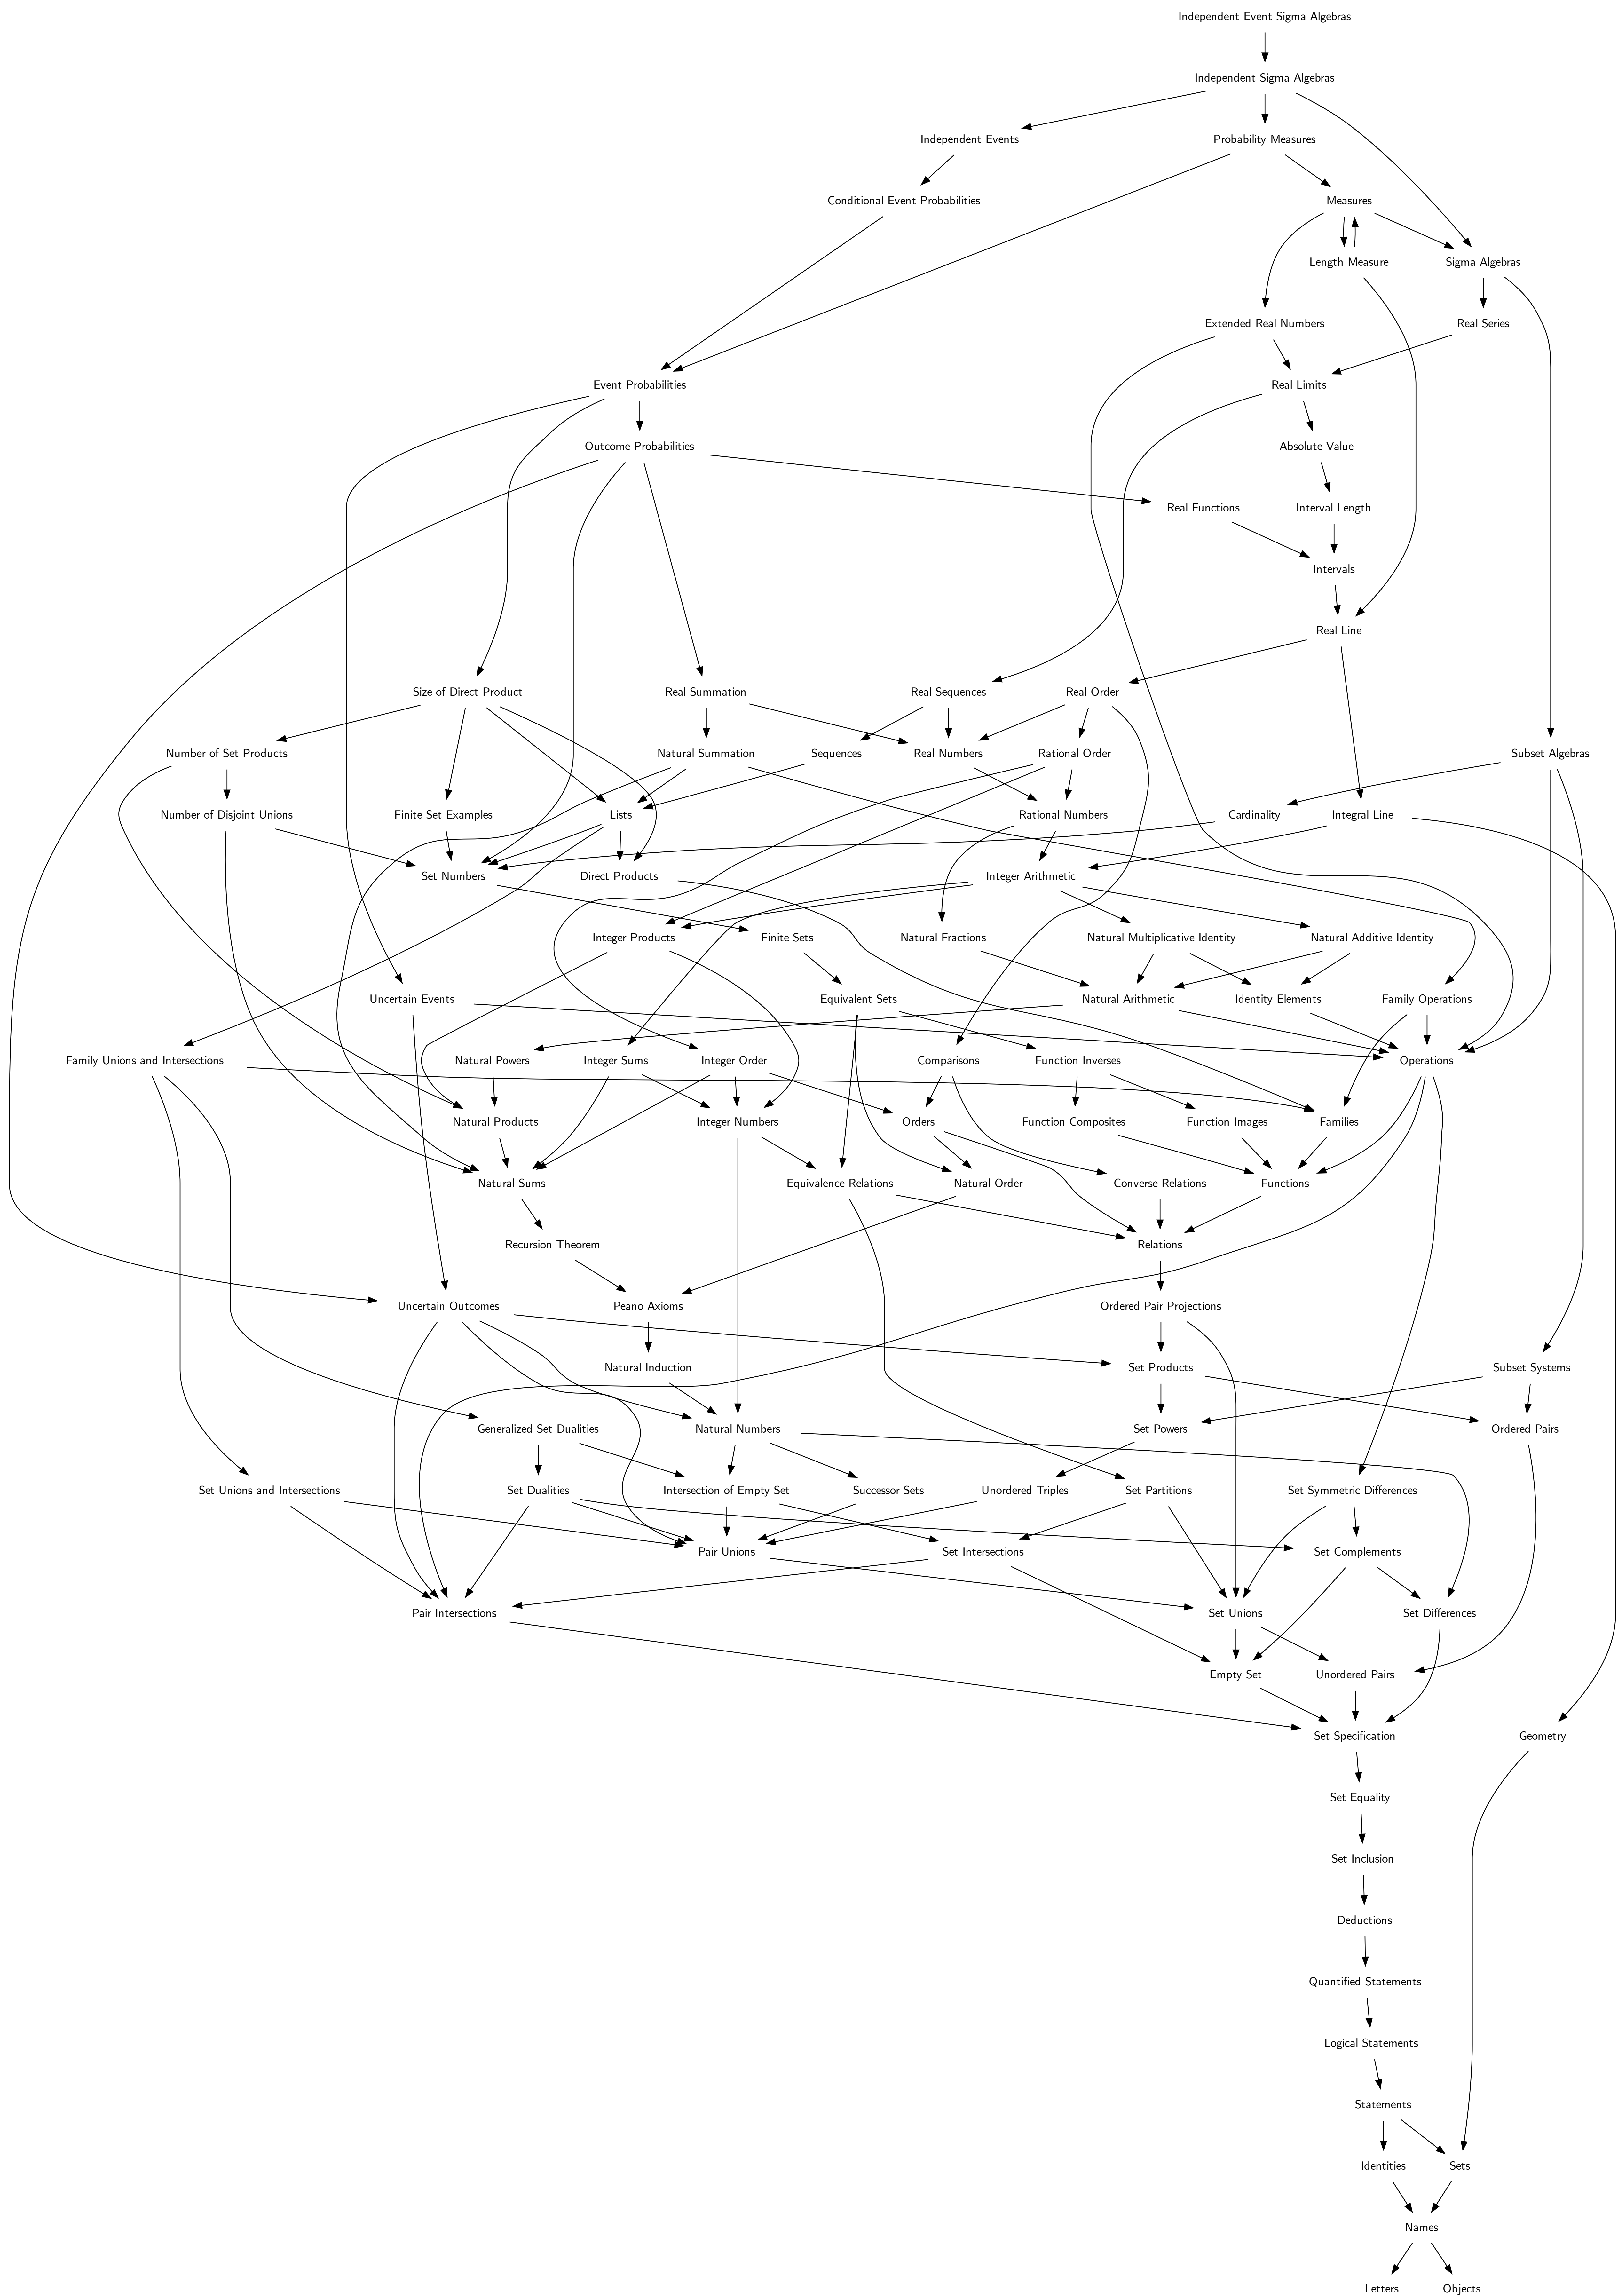 Independent Event Sigma Algebras
Independent Sigma Algebras
Independent Events
Probability Measures
Conditional Event Probabilities
Measures
Length Measure
Sigma Algebras
Extended Real Numbers
Real Series
Event Probabilities
Real Limits
Outcome Probabilities
Absolute Value
Real Functions
Interval Length
Intervals
Real Line
Size of Direct Product
Real Summation
Real Sequences
Real Order
Number of Set Products
Natural Summation
Sequences
Real Numbers
Rational Order
Subset Algebras
Number of Disjoint Unions
Finite Set Examples
Lists
Rational Numbers
Cardinality
Integral Line
Set Numbers
Direct Products
Integer Arithmetic
Integer Products
Finite Sets
Natural Fractions
Natural Multiplicative Identity
Natural Additive Identity
Uncertain Events
Equivalent Sets
Natural Arithmetic
Identity Elements
Family Operations
Family Unions and Intersections
Natural Powers
Integer Sums
Integer Order
Comparisons
Function Inverses
Operations
Natural Products
Integer Numbers
Orders
Function Composites
Function Images
Families
Natural Sums
Equivalence Relations
Natural Order
Converse Relations
Functions
Recursion Theorem
Relations
Uncertain Outcomes
Peano Axioms
Ordered Pair Projections
Natural Induction
Set Products
Subset Systems
Generalized Set Dualities
Natural Numbers
Set Powers
Ordered Pairs
Set Unions and Intersections
Set Dualities
Intersection of Empty Set
Successor Sets
Unordered Triples
Set Partitions
Set Symmetric Differences
Pair Unions
Set Intersections
Set Complements
Pair Intersections
Set Unions
Set Differences
Empty Set
Unordered Pairs
Set Specification
Geometry
Set Equality
Set Inclusion
Deductions
Quantified Statements
Logical Statements
Statements
Identities
Sets
Names
Letters
Objects